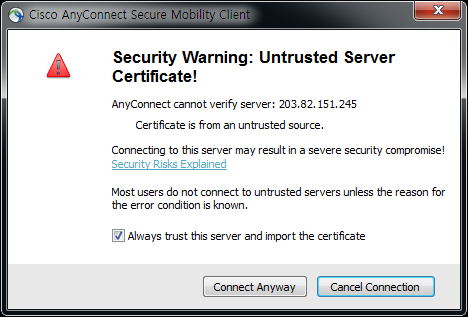 Cisco AnyConnect Secure Mobility Client
Security Warning: Untrusted Server
Certificate!
AnyConnect cannot verify server: 203.82.151.245
Certificate is from an untrusted source.
Connecting to this server may result in a severe security compromise!
Security Risks Explained
Most users do not connect to untrusted servers unless the reason for
the error condition is known.
Always trust this server and import the certificate
Connect Anyway
Cancel Connection